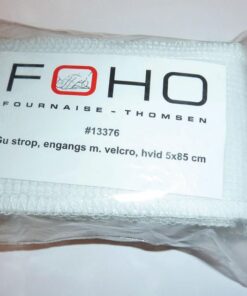 FOHO
FOURNAISE - THOMSEN
#13376
Gu strop, engangs m. velcro, hvid 5x85 cm